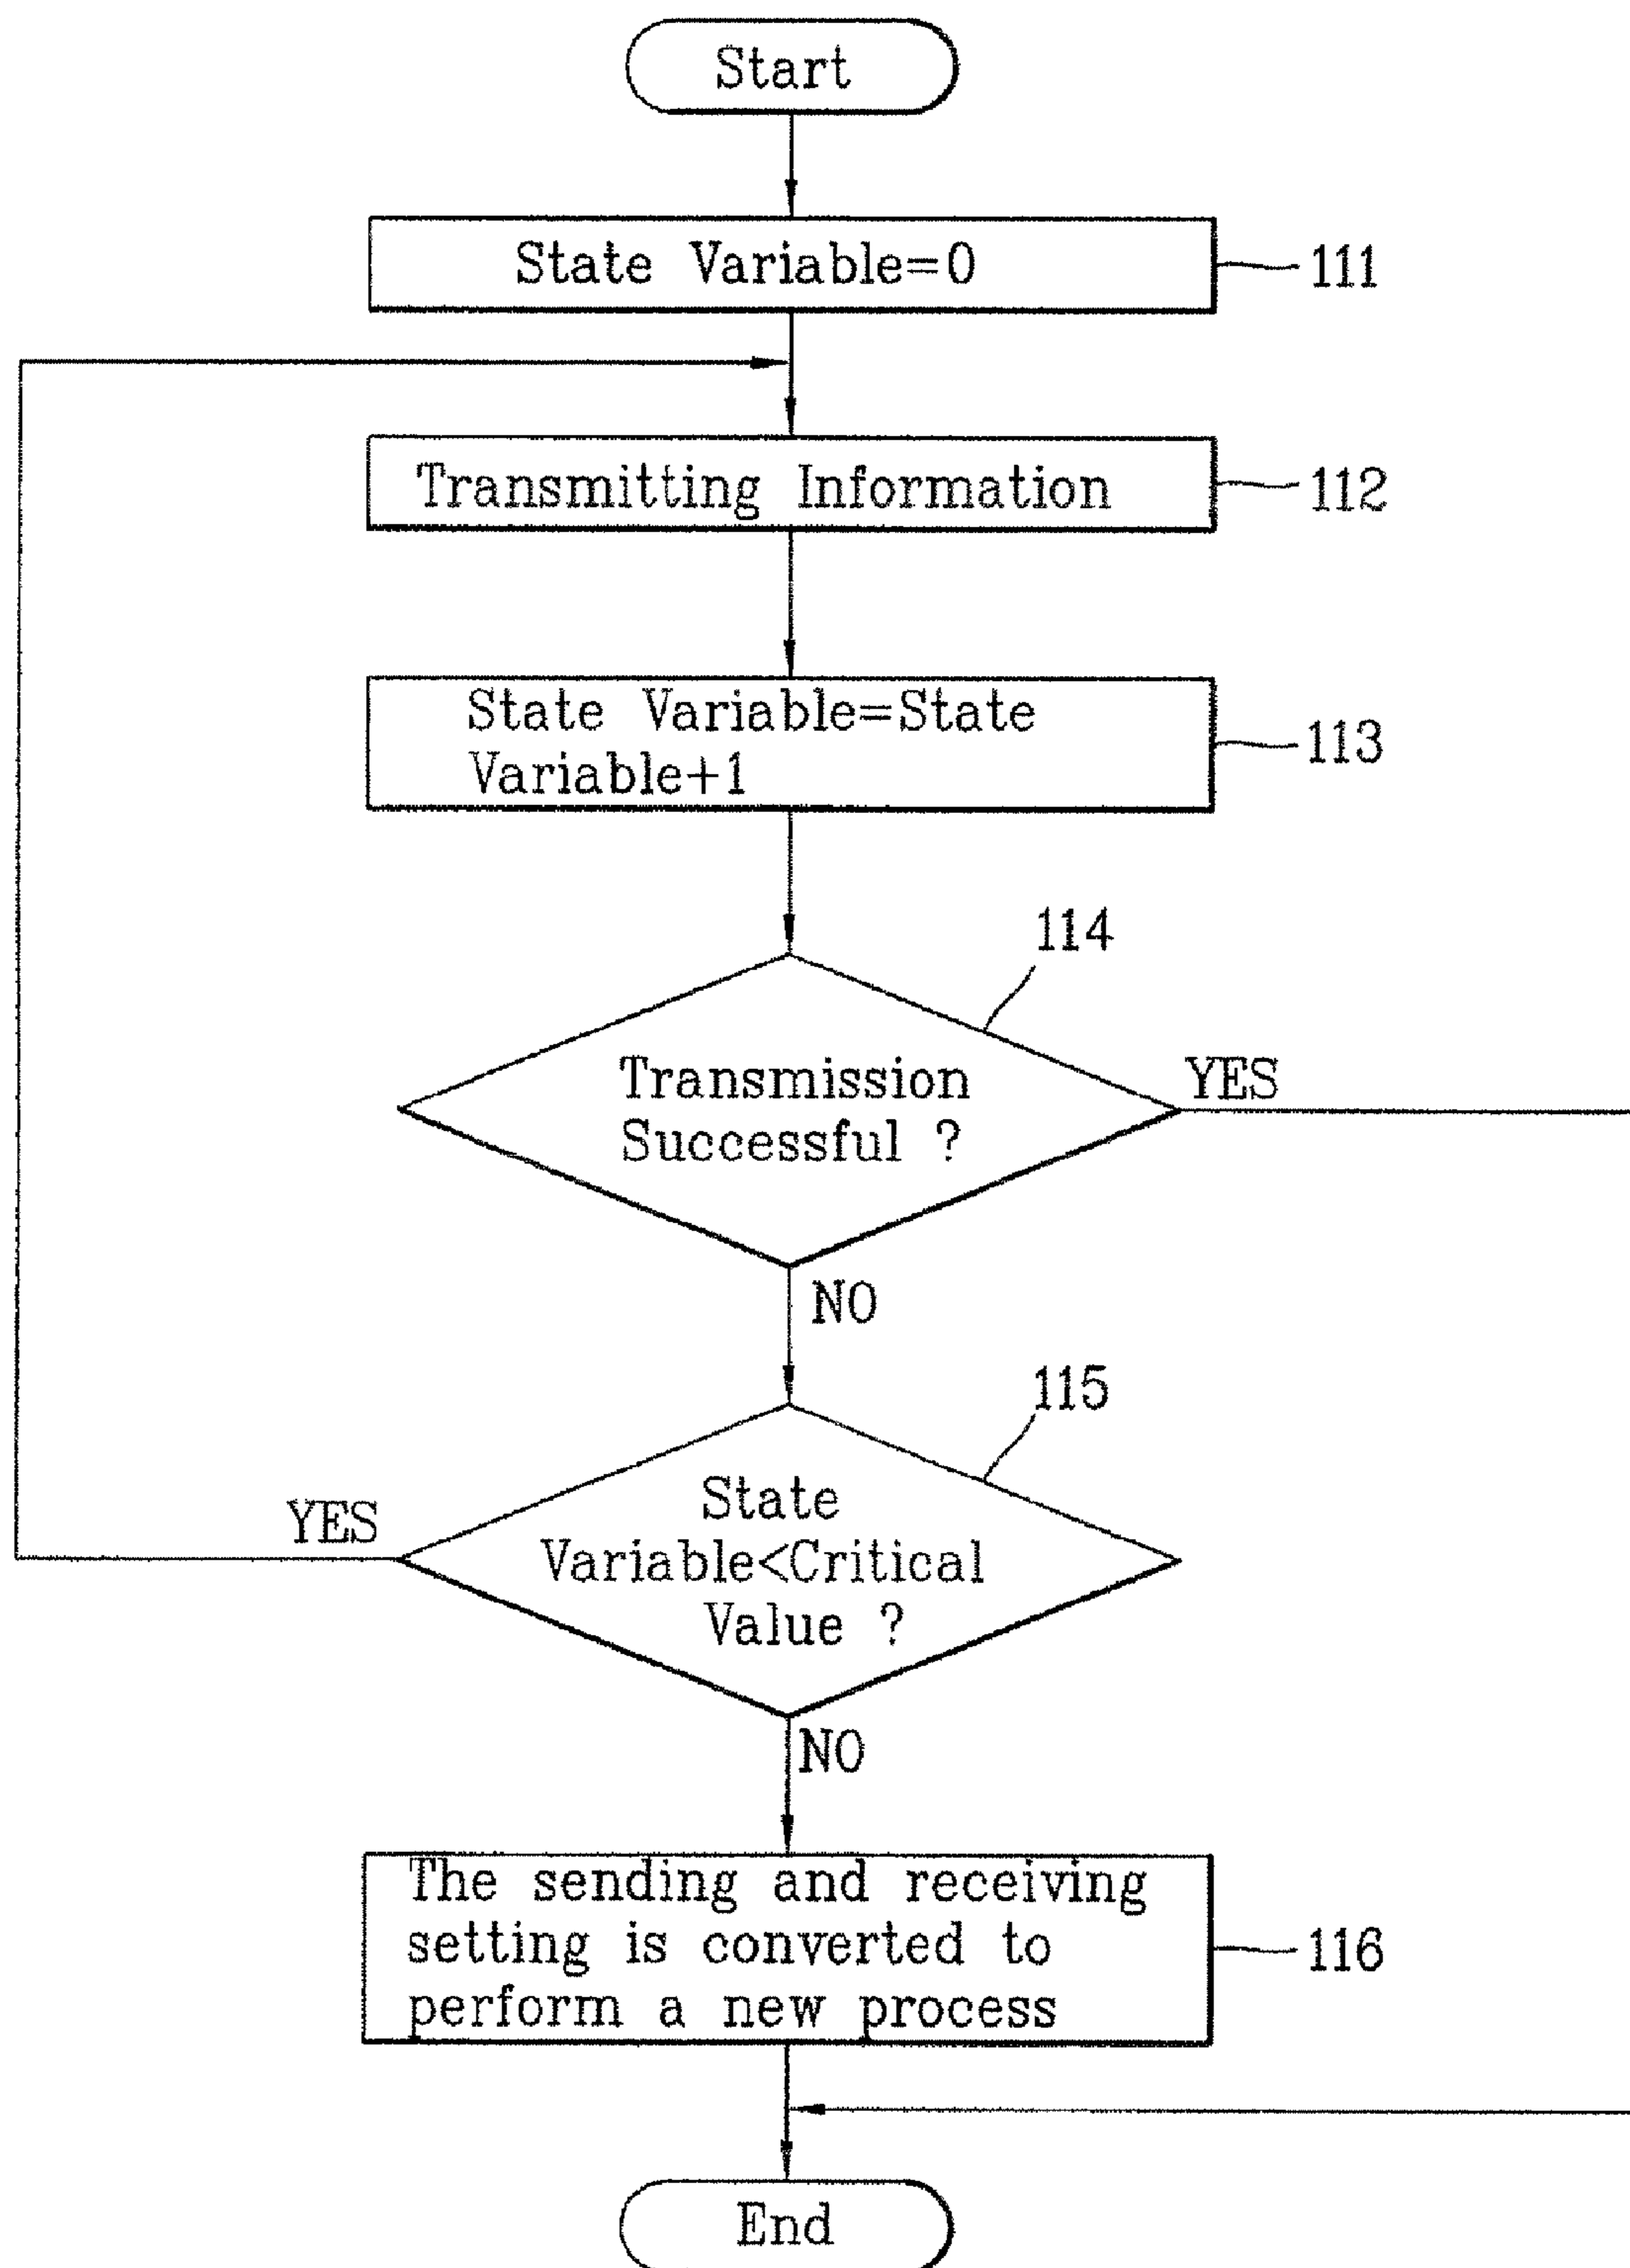 Start
State Variable=0
111
Transmitting Information
112
State Variable=State
Variable+1
113
114
Transmission
Successful ?
YES
NO
115
State
Variable<Critical
Value ?
YES
NO
The sending and receiving
setting is converted to
perform a new process
116
End